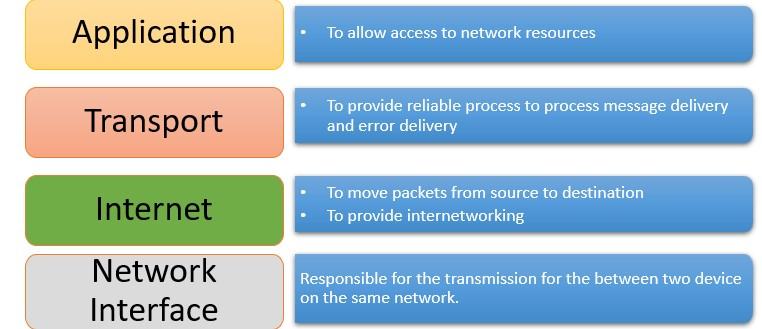 Application
• To allow access to network resources
Transport
• To provide reliable process to process message delivery
and error delivery
Internet
• To move packets from source to destination
• To provide internetworking
Network
Interface
Responsible for the transmission for the between two device
on the same network.